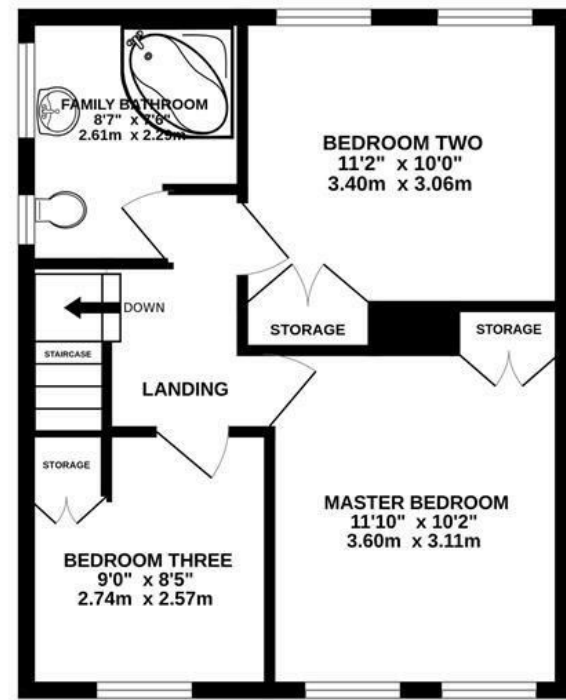 FAMILY BATHROOM
8'7" x 7'6"
2.61m x 2.29m
BEDROOM TWO
11'2" x 10'0"
3.40m x 3.06m
DOWN
STORAGE
STORAGE
STAIRCASE
LANDING
STORAGE
MASTER BEDROOM
11'10" x 10'2"
3.60m x 3.11m
BEDROOM THREE
9'0" x 8'5"
2.74m x 2.57m